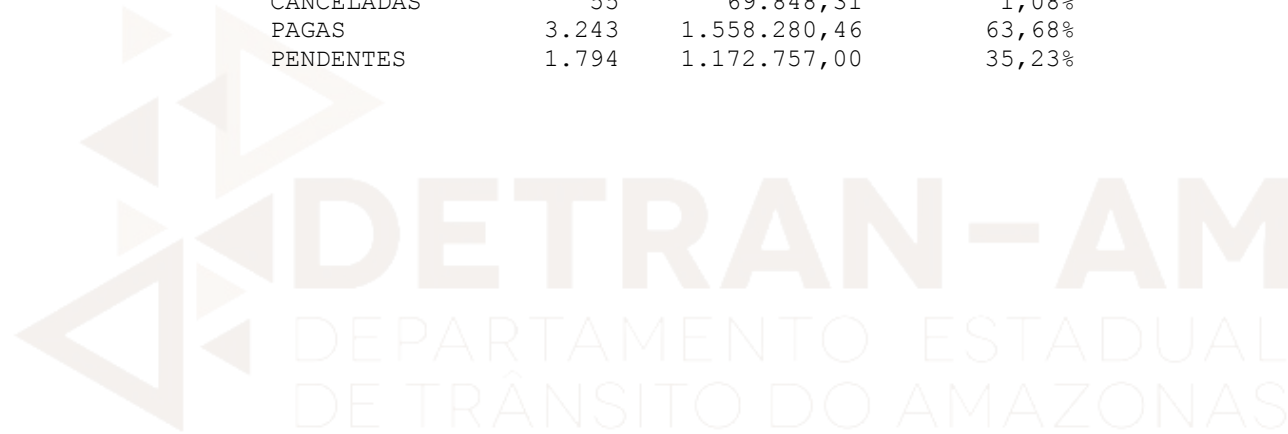 CANCELADAS 55 69.848,31 1,08%
PAGAS 3.243 1.558.280,46 63,68%
PENDENTES 1.794 1.172.757,00 35,23%
DETRAN-AM
DEPARTAMENTO ESTADUAL
DE TRÂNSITO DO AMAZONAS